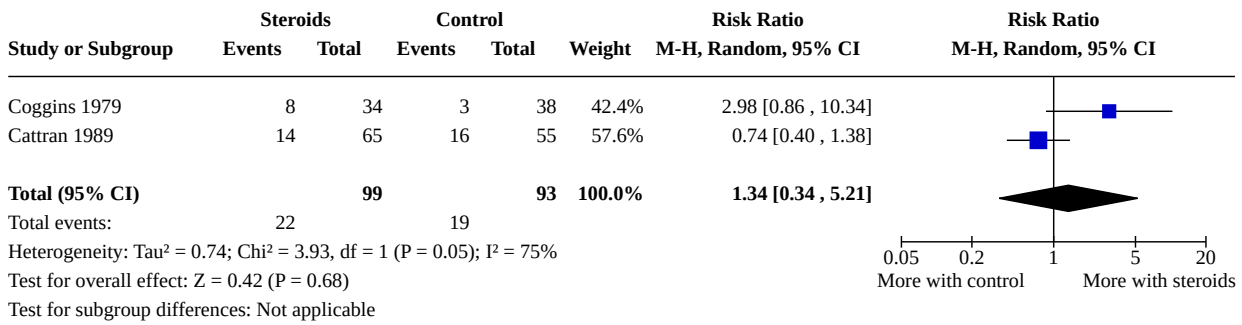 Steroids Control Risk Ratio Risk Ratio
Study or Subgroup Events Total Events Total Weight M-H, Random, 95% CI M-H, Random, 95% CI
Coggins 1979 8 34 3 38 42.4% 2.98 [0.86 , 10.34]
Cattran 1989 14 65 16 55 57.6% 0.74 [0.40 , 1.38]
Total (95% CI) 99 93 100.0% 1.34 [0.34 , 5.21]
Total events: 22 19
Heterogeneity: Tau² = 0.74; Chi² = 3.93, df = 1 (P = 0.05); I² = 75%
0.05 0.2 1 5 20
Test for overall effect: Z = 0.42 (P = 0.68)
More with control More with steroids
Test for subgroup differences: Not applicable